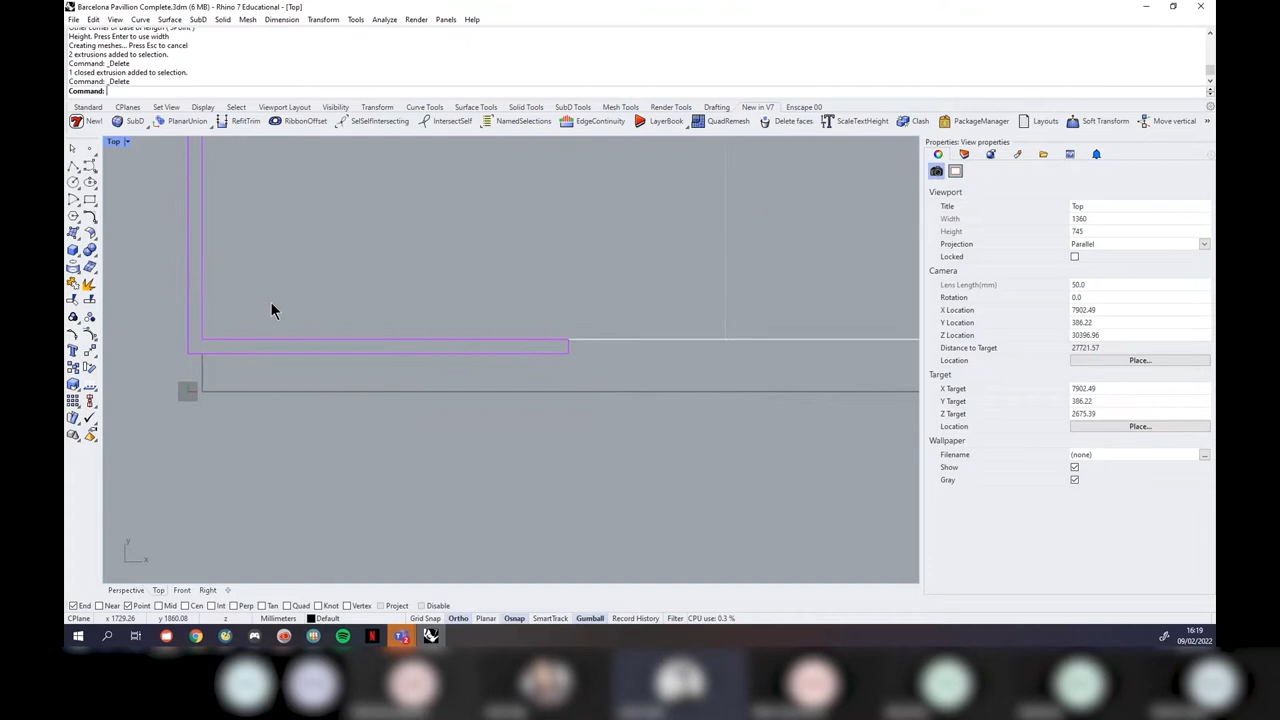 Barcelona Pavillion Complete.3dm (6 MB) - Rhino 7 Educational - [Top]
File Edit View Curve Surface SubD Solid Mesh Dimension Transform Tools Analyze Render Panels Help
Height. Press Enter to use width
Creating meshes... Press Esc to cancel
2 extrusions added to selection.
Command: _Delete
1 closed extrusion added to selection.
Command: _Delete
Command:
Standard CPlanes Set View Display Select Viewport Layout Visibility Transform Curve Tools Surface Tools Solid Tools SubD Tools Mesh Tools Render Tools Drafting New in V7 Escape 00
New! SubD PlanarUnion RefitTrim RibbonOffset SelSelfIntersecting IntersectSelf NamedSelections EdgeContinuity LayerBook QuadRemesh Delete faces ScaleTextHeight Clash PackageManager Layouts Soft Transform Move vertical
Top
Properties: View properties
Viewport
Title Top
Width 1360
Height 745
Projection Parallel
Locked
Camera
Lens Length(mm) 50.0
Rotation 0.0
X Location 7902.49
Y Location 386.22
Z Location 30396.96
Distance to Target 27721.57
Location Place...
Target
X Target 7902.49
Y Target 386.22
Z Target 2675.39
Location Place...
Wallpaper
Filename (none) ...
Show
Gray
y
x
Perspective Top Front Right
End Near Point Mid Cen Int Perp Tan Quad Knot Vertex Project Disable
CPlane x 1729.26 y 1860.08 z Millimeters Default Grid Snap Ortho Planar Osnap SmartTrack Gumball Record History Filter CPU use: 0.3 %
16:19
09/02/2022